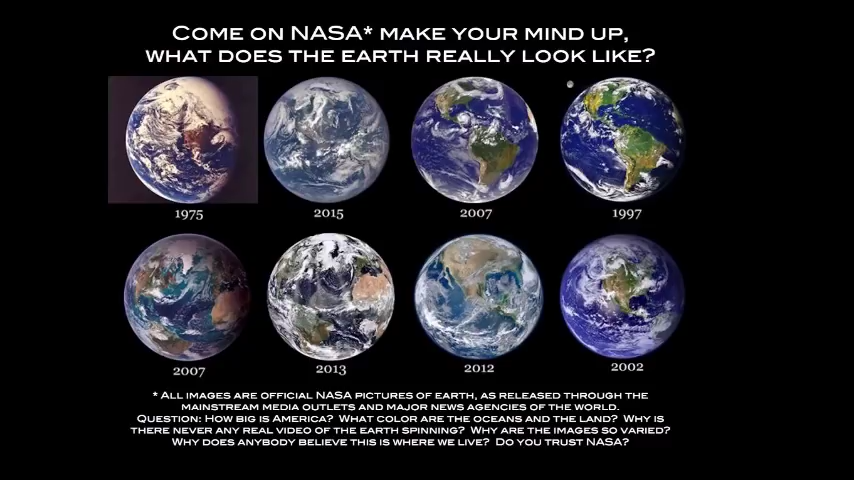 Come on NASA* make your mind up,
what does the earth really look like?
1975
2015
2007
1997
2007
2013
2012
2002
* All images are official NASA pictures of earth, as released through the
mainstream media outlets and major news agencies of the world.
Question: How big is America? What color are the oceans and the land? Why is
there never any real video of the earth spinning? Why are the images so varied?
Why does anybody believe this is where we live? Do you trust NASA?